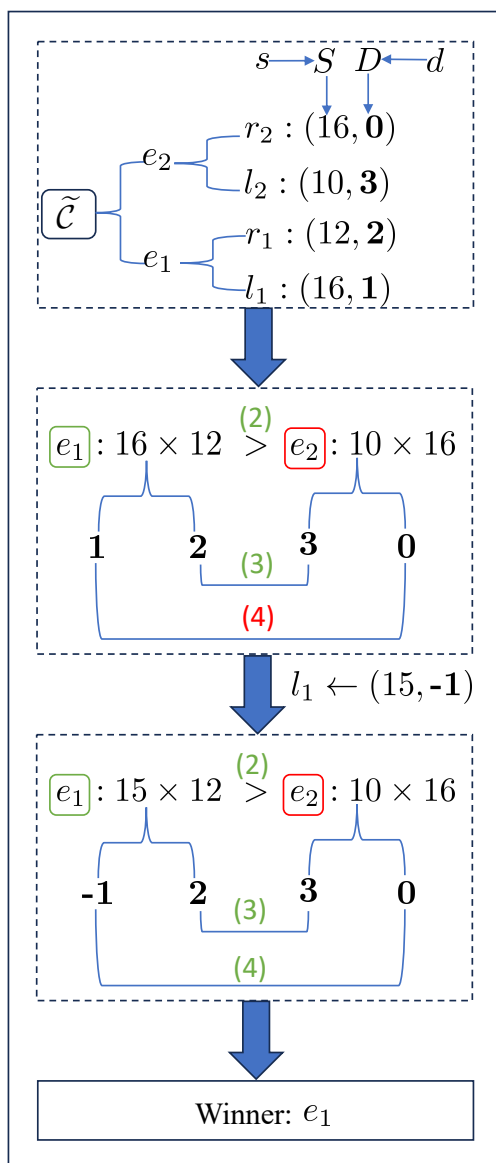 s S D d
r₂ : (16, 0)
e₂
l₂ : (10, 3)
C̃
r₁ : (12, 2)
e₁
l₁ : (16, 1)
(2)
e₁ : 16 × 12 > e₂ : 10 × 16
1 2 3 0
(3)
(4)
l₁ ← (15, -1)
(2)
e₁ : 15 × 12 > e₂ : 10 × 16
-1 2 3 0
(3)
(4)
Winner: e₁